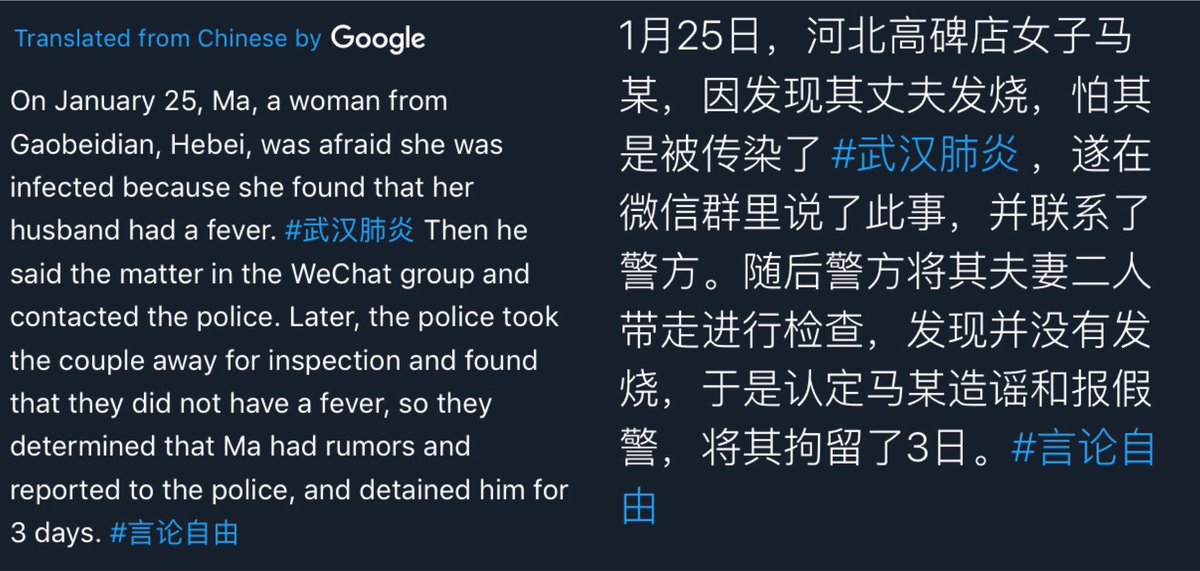 Translated from Chinese by Google
On January 25, Ma, a woman from
Gaobeidian, Hebei, was afraid she was
infected because she found that her
husband had a fever. #武汉肺炎 Then he
said the matter in the WeChat group and
contacted the police. Later, the police took
the couple away for inspection and found
that they did not have a fever, so they
determined that Ma had rumors and
reported to the police, and detained him for
3 days. #言论自由
1月25日，河北高碑店女子马
某，因发现其丈夫发烧，怕其
是被传染了 #武汉肺炎 ，遂在
微信群里说了此事，并联系了
警方。随后警方将其夫妻二人
带走进行检查，发现并没有发
烧，于是认定马某造谣和报假
警，将其拘留了3日。#言论自
由